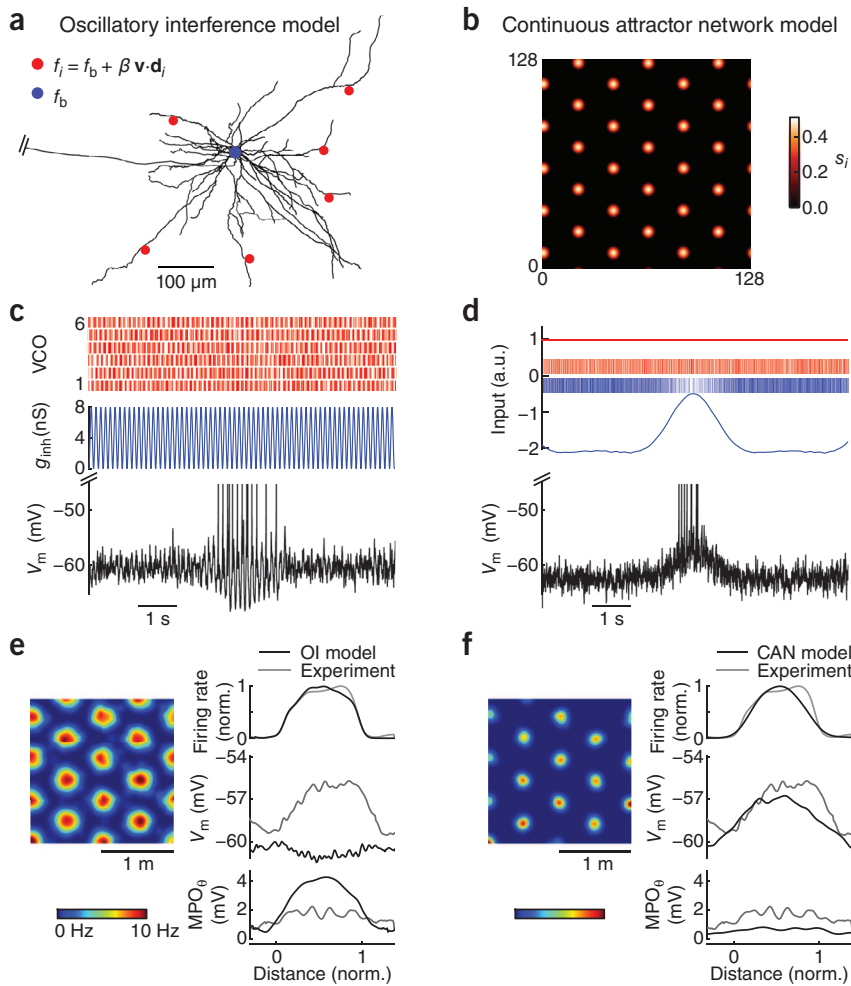 a Oscillatory interference model
f_i = f_b + β v·d_i
f_b
100 µm
b Continuous attractor network model
128
0
0 128
0.4
0.2
0.0
s_i
c
6
VCO
1
8
4
0
g_inh(nS)
−50
−60
V_m (mV)
1 s
d
1
0
−1
−2
Input (a.u.)
−50
−60
V_m (mV)
1 s
e
OI model
Experiment
1 m
0 Hz 10 Hz
Firing rate
(norm.)
1
0
−54
−57
−60
V_m (mV)
4
2
0
MPO_θ
(mV)
0 1
Distance (norm.)
f
CAN model
Experiment
1 m
Firing rate
(norm.)
1
0
−54
−57
−60
V_m (mV)
4
2
0
MPO_θ
(mV)
0 1
Distance (norm.)